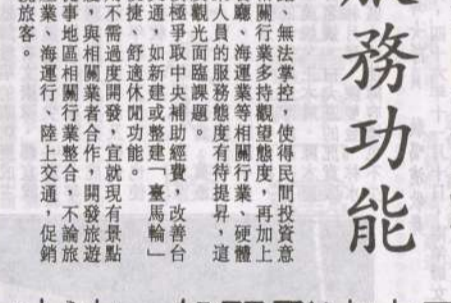 服務功能
、無法掌控，使得民間投資意
相關行業多持觀望態度，再加上
廳、海運業等相關行業、硬體
人員的服務態度有待提昇，這
觀光面臨課題。
極爭取中央補助經費，改善台
交通，如新建或整建「臺馬輪」
捷、舒適休閒功能。
則不需過度開發，宜就現有景點
，與相關業者合作，開發旅遊
事地區相關行業整合，不論旅
業、海運行、陸上交通，促銷
旅客。